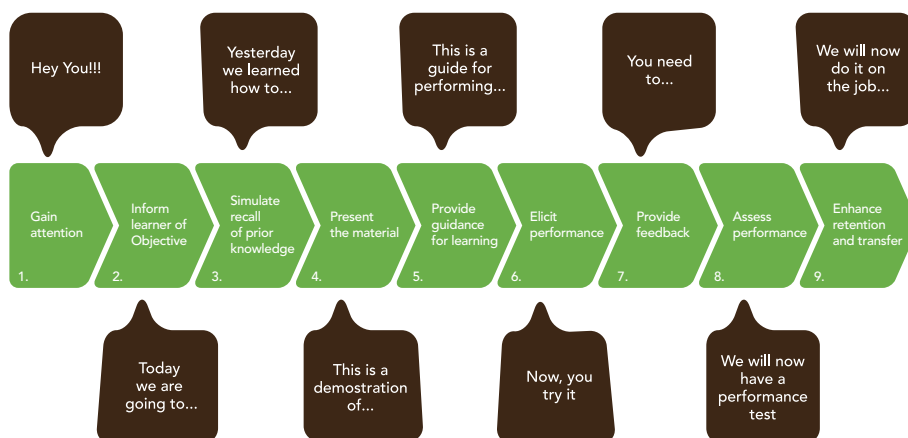 Hey You!!!
Yesterday
we learned
how to...
This is a
guide for
performing...
You need
to...
We will now
do it on
the job...
Gain
attention
1.
Inform
learner of
Objective
2.
Simulate
recall
of prior
knowledge
3.
Present
the material
4.
Provide
guidance
for learning
5.
Elicit
performance
6.
Provide
feedback
7.
Assess
performance
8.
Enhance
retention
and transfer
9.
Today
we are
going to...
This is a
demostration
of...
Now, you
try it
We will now
have a
performance
test